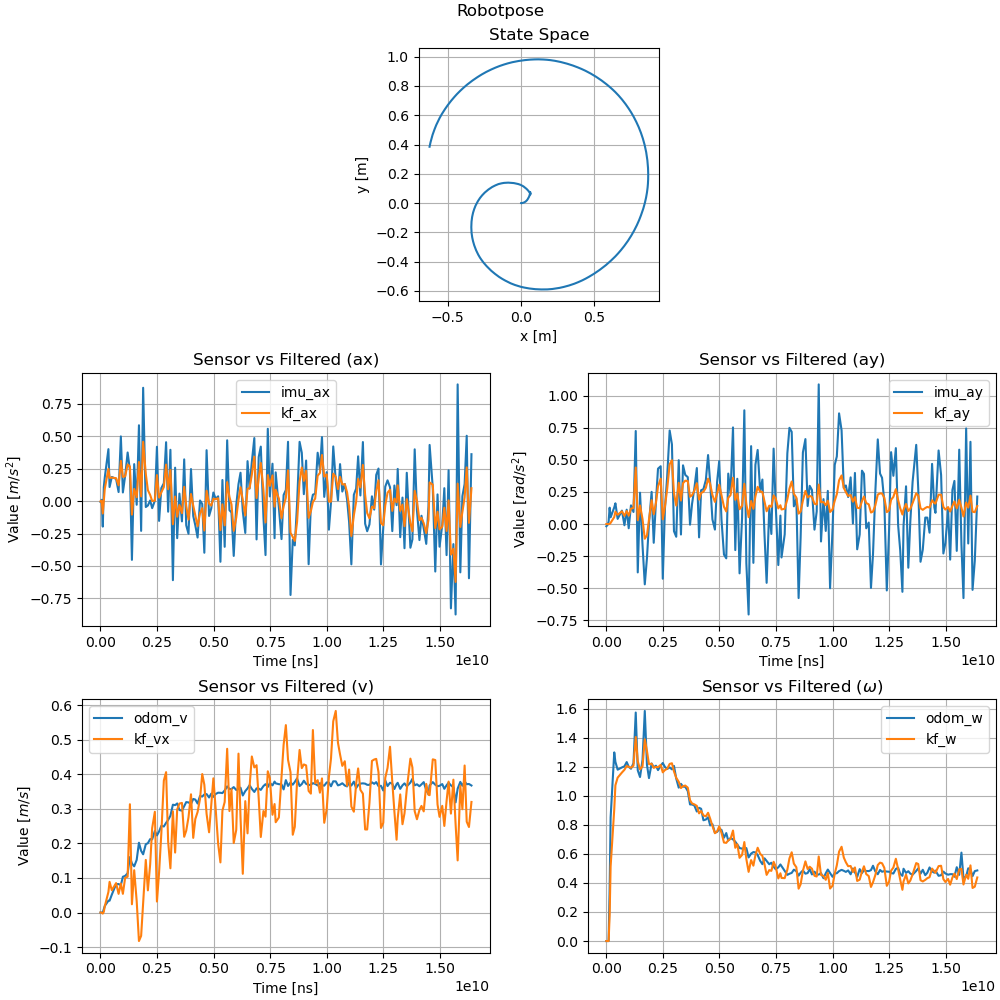 Robotpose
State Space
1.0
0.8
0.6
0.4
0.2
0.0
−0.2
−0.4
−0.6
y [m]
−0.5 0.0 0.5
x [m]
Sensor vs Filtered (ax)
imu_ax
kf_ax
0.75
0.50
0.25
0.00
−0.25
−0.50
−0.75
Value [m/s²]
0.00 0.25 0.50 0.75 1.00 1.25 1.50
1e10
Time [ns]
Sensor vs Filtered (ay)
imu_ay
kf_ay
1.00
0.75
0.50
0.25
0.00
−0.25
−0.50
−0.75
Value [rad/s²]
0.00 0.25 0.50 0.75 1.00 1.25 1.50
1e10
Time [ns]
Sensor vs Filtered (v)
odom_v
kf_vx
0.6
0.5
0.4
0.3
0.2
0.1
0.0
−0.1
Value [m/s]
0.00 0.25 0.50 0.75 1.00 1.25 1.50
1e10
Time [ns]
Sensor vs Filtered (ω)
odom_w
kf_w
1.6
1.4
1.2
1.0
0.8
0.6
0.4
0.2
0.0
0.00 0.25 0.50 0.75 1.00 1.25 1.50
1e10